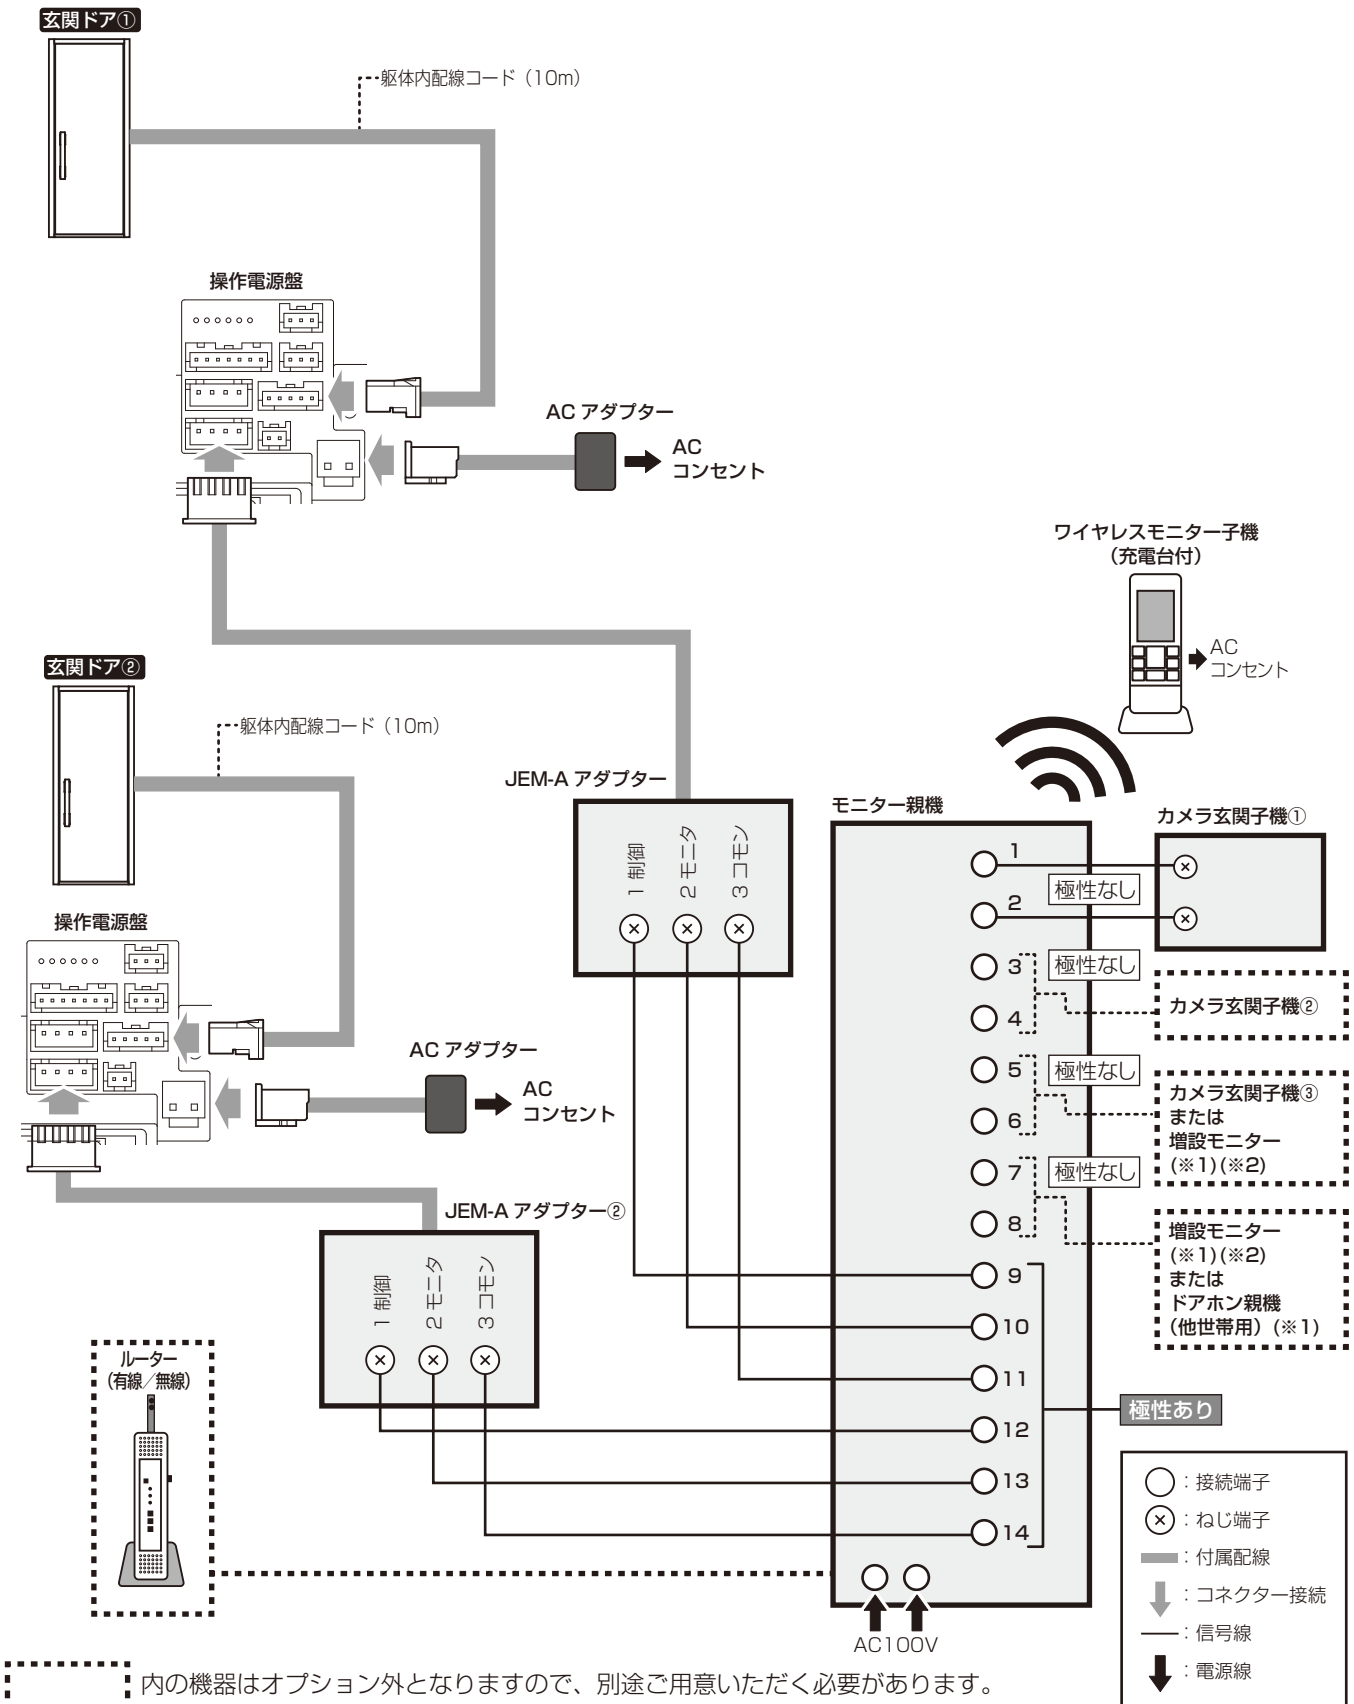 玄関ドア①
躯体内配線コード（10m）
操作電源盤
AC アダプター
AC
コンセント
ワイヤレスモニター子機
（充電台付）
AC
コンセント
玄関ドア②
躯体内配線コード（10m）
JEM-A アダプター
1 制御
2 モニタ
3 コモン
モニター親機
カメラ玄関子機①
1
極性なし
2
3
極性なし
4
カメラ玄関子機②
5
極性なし
6
カメラ玄関子機③
または
増設モニター
(※1)(※2)
7
極性なし
8
増設モニター
(※1)(※2)
または
ドアホン親機
（他世帯用）(※1)
9
10
11
12
13
14
極性あり
操作電源盤
AC アダプター
AC
コンセント
JEM-A アダプター②
1 制御
2 モニタ
3 コモン
ルーター
（有線／無線）
AC100V
：接続端子
：ねじ端子
：付属配線
：コネクター接続
：信号線
：電源線
内の機器はオプション外となりますので、別途ご用意いただく必要があります。